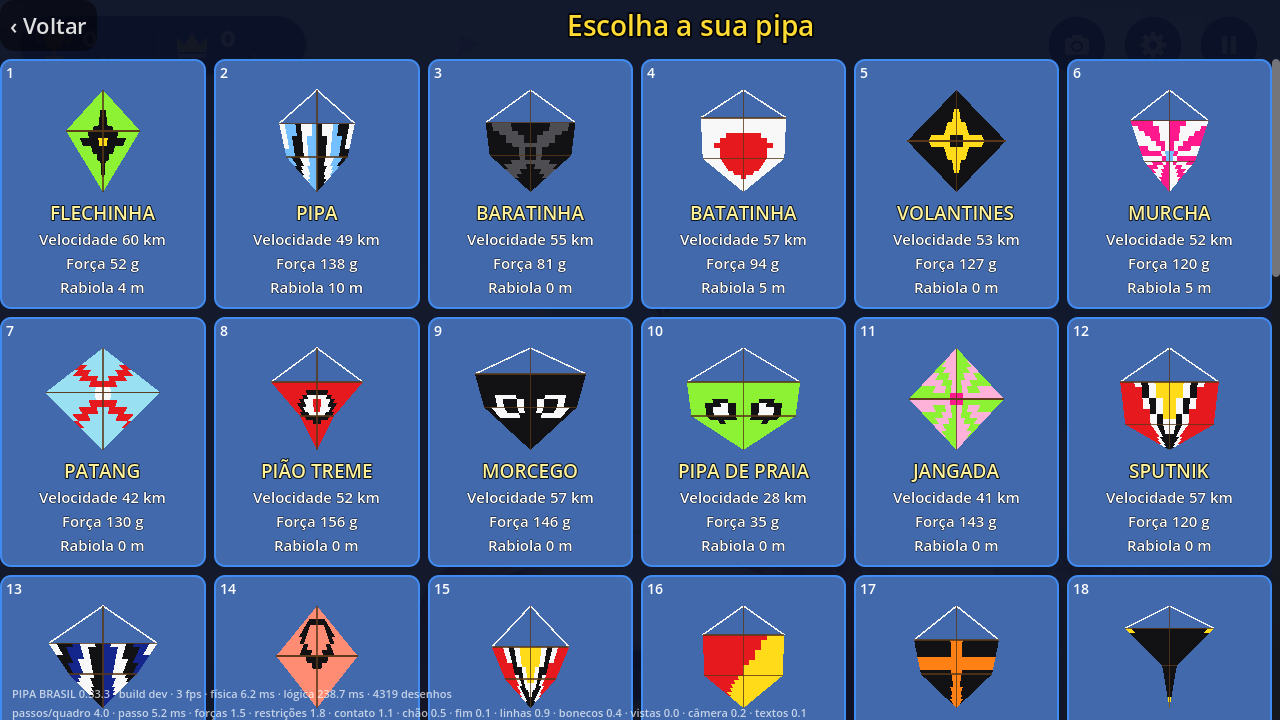 ‹ Voltar
0
Escolha a sua pipa
1
2
3
4
5
6
FLECHINHA
PIPA
BARATINHA
BATATINHA
VOLANTINES
MURCHA
Velocidade 60 km
Velocidade 49 km
Velocidade 55 km
Velocidade 57 km
Velocidade 53 km
Velocidade 52 km
Força 52 g
Força 138 g
Força 81 g
Força 94 g
Força 127 g
Força 120 g
Rabiola 4 m
Rabiola 10 m
Rabiola 0 m
Rabiola 5 m
Rabiola 0 m
Rabiola 5 m
7
8
9
10
11
12
PATANG
PIÃO TREME
MORCEGO
PIPA DE PRAIA
JANGADA
SPUTNIK
Velocidade 42 km
Velocidade 52 km
Velocidade 57 km
Velocidade 28 km
Velocidade 41 km
Velocidade 57 km
Força 130 g
Força 156 g
Força 146 g
Força 35 g
Força 143 g
Força 120 g
Rabiola 0 m
Rabiola 0 m
Rabiola 0 m
Rabiola 0 m
Rabiola 0 m
Rabiola 0 m
13
14
15
16
17
18
PIPA BRASIL 0.53.3 · build dev · 3 fps · física 6.2 ms · lógica 238.7 ms · 4319 desenhos
passos/quadro 4.0 · passo 5.2 ms · forças 1.5 · restrições 1.8 · contato 1.1 · chão 0.5 · fim 0.1 · linhas 0.9 · bonecos 0.4 · vistas 0.0 · câmera 0.2 · textos 0.1